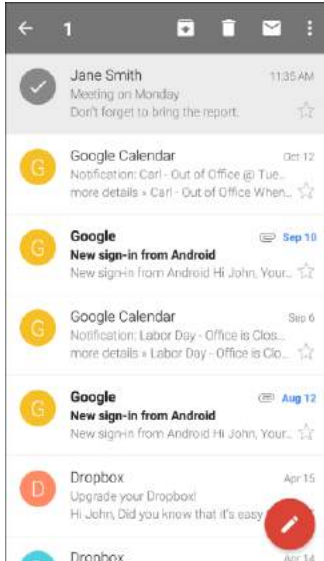 1
Jane Smith 11:35 AM
Meeting on Monday
Don't forget to bring the report.
G Google Calendar Oct 12
Notification: Carl - Out of Office @ Tue...
more details » Carl - Out of Office When...
G Google Sep 10
New sign-in from Android
New sign-in from Android Hi John, Your...
G Google Calendar Sep 6
Notification: Labor Day - Office is Clos...
more details » Labor Day - Office is Clo...
G Google Aug 12
New sign-in from Android
New sign-in from Android Hi John, Your...
D Dropbox Apr 15
Upgrade your Dropbox!
Hi John, Did you know that it's easy
Dropbox Apr 14